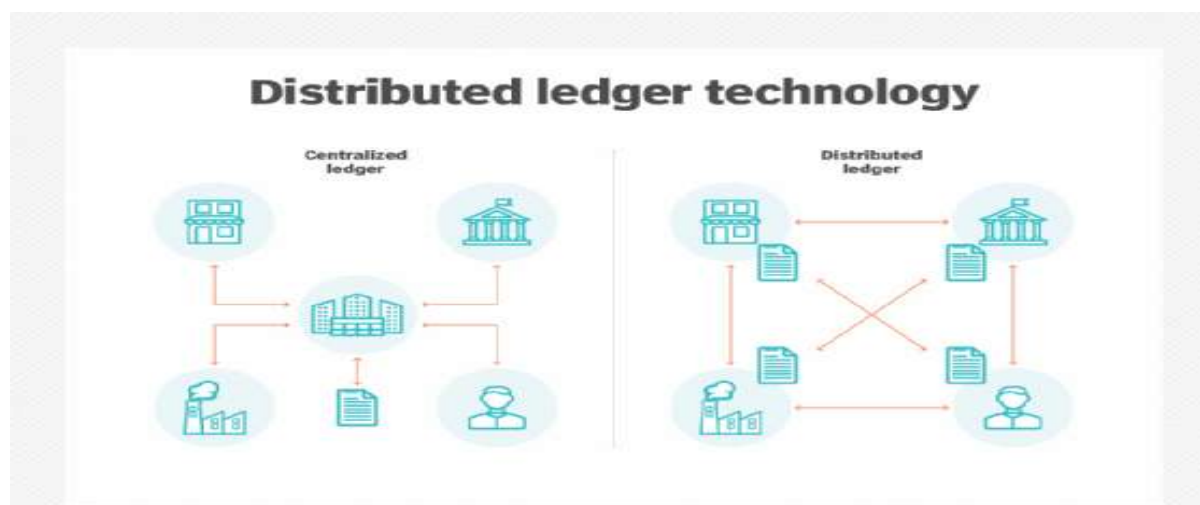 Distributed ledger technology
Centralized
ledger
Distributed
ledger